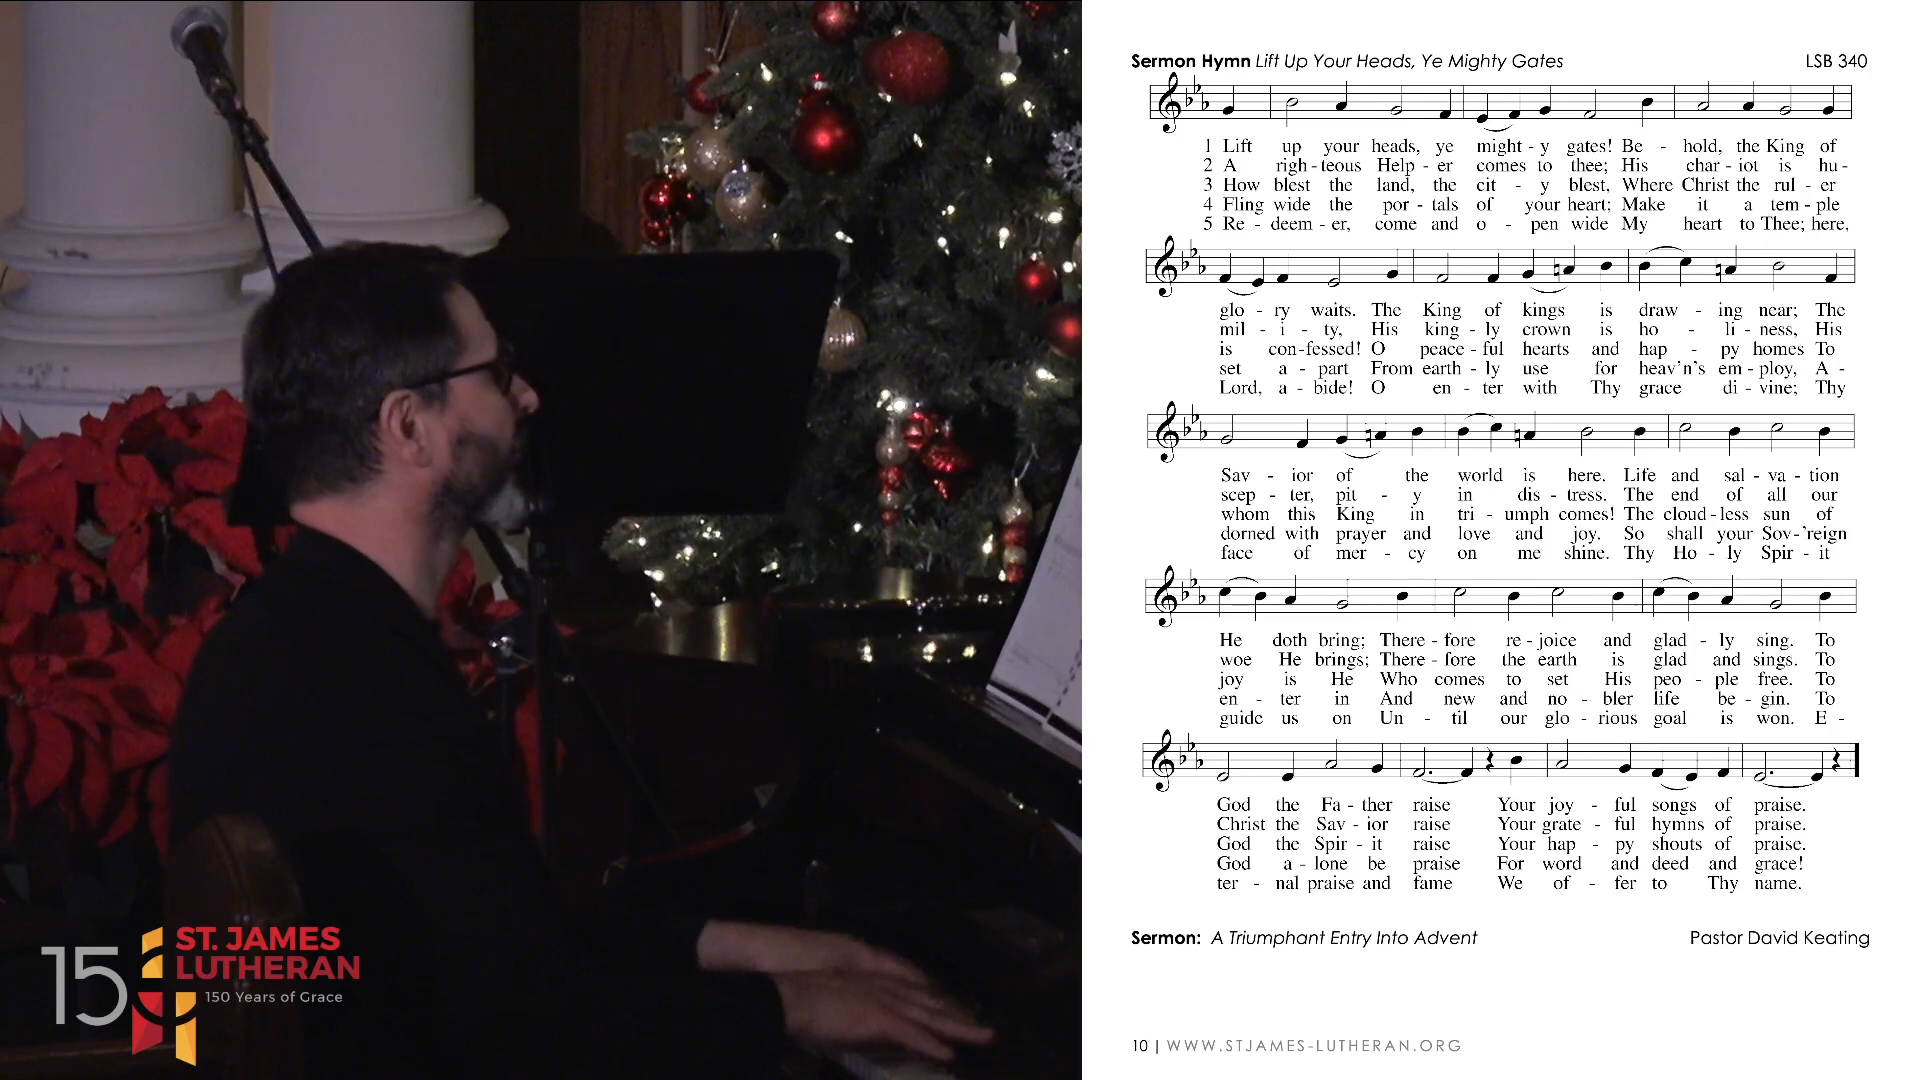 Sermon Hymn Lift Up Your Heads, Ye Mighty Gates LSB 340
1 Lift up your heads, ye might - y gates! Be - hold, the King of
2 A righ - teous Help - er comes to thee; His char - iot is hu -
3 How blest the land, the cit - y blest, Where Christ the rul - er
4 Fling wide the por - tals of your heart; Make it a tem - ple
5 Re - deem - er, come and o - pen wide My heart to Thee; here,
glo - ry waits. The King of kings is draw - ing near; The
mil - i - ty, His king - ly crown is ho - li - ness, His
is con-fessed! O peace - ful hearts and hap - py homes To
set a - part From earth - ly use for heav'n's em - ploy, A -
Lord, a - bide! O en - ter with Thy grace di - vine; Thy
Sav - ior of the world is here. Life and sal - va - tion
scep - ter, pit - y in dis - tress. The end of all our
whom this King in tri - umph comes! The cloud - less sun of
dorned with prayer and love and joy. So shall your Sov - 'reign
face of mer - cy on me shine. Thy Ho - ly Spir - it
He doth bring; There - fore re - joice and glad - ly sing. To
woe He brings; There - fore the earth is glad and sings. To
joy is He Who comes to set His peo - ple free. To
en - ter in And new and no - bler life be - gin. To
guide us on Un - til our glo - rious goal is won. E -
God the Fa - ther raise Your joy - ful songs of praise.
Christ the Sav - ior raise Your grate - ful hymns of praise.
God the Spir - it raise Your hap - py shouts of praise.
God a - lone be praise For word and deed and grace!
ter - nal praise and fame We of - fer to Thy name.
Sermon: A Triumphant Entry Into Advent Pastor David Keating
10 | WWW.STJAMES-LUTHERAN.ORG
150
ST. JAMES
LUTHERAN
150 Years of Grace